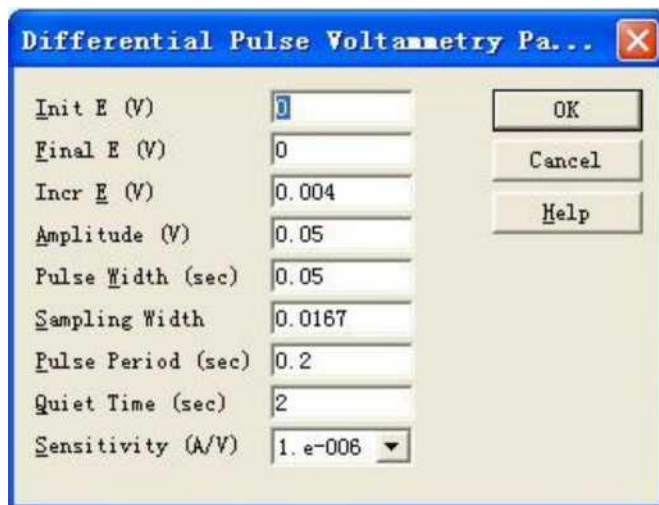 Differential Pulse Voltammetry Pa...
Init E (V) 0 OK
Final E (V) 0 Cancel
Incr E (V) 0.004 Help
Amplitude (V) 0.05
Pulse Width (sec) 0.05
Sampling Width 0.0167
Pulse Period (sec) 0.2
Quiet Time (sec) 2
Sensitivity (A/V) 1.e-006